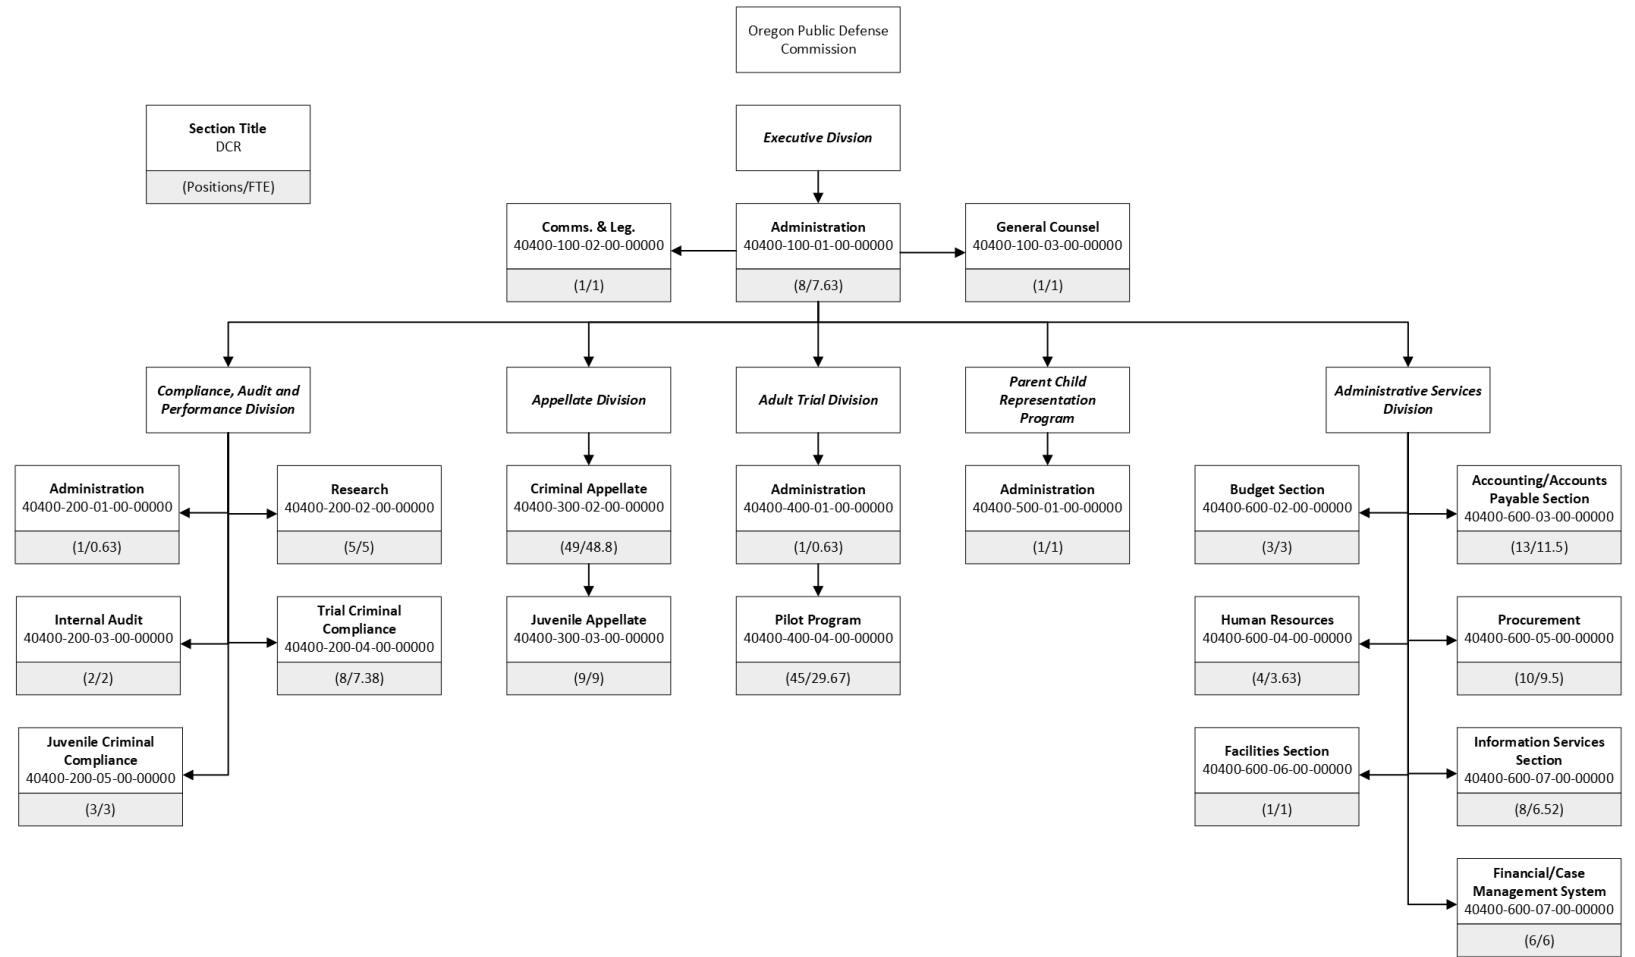 Oregon Public Defense
Commission
Section Title
DCR
(Positions/FTE)
Executive Divsion
Comms. & Leg.
40400-100-02-00-00000
(1/1)
Administration
40400-100-01-00-00000
(8/7.63)
General Counsel
40400-100-03-00-00000
(1/1)
Compliance, Audit and
Performance Division
Appellate Division
Adult Trial Division
Parent Child
Representation
Program
Administrative Services
Division
Administration
40400-200-01-00-00000
(1/0.63)
Research
40400-200-02-00-00000
(5/5)
Criminal Appellate
40400-300-02-00-00000
(49/48.8)
Administration
40400-400-01-00-00000
(1/0.63)
Administration
40400-500-01-00-00000
(1/1)
Budget Section
40400-600-02-00-00000
(3/3)
Accounting/Accounts
Payable Section
40400-600-03-00-00000
(13/11.5)
Internal Audit
40400-200-03-00-00000
(2/2)
Trial Criminal
Compliance
40400-200-04-00-00000
(8/7.38)
Juvenile Appellate
40400-300-03-00-00000
(9/9)
Pilot Program
40400-400-04-00-00000
(45/29.67)
Human Resources
40400-600-04-00-00000
(4/3.63)
Procurement
40400-600-05-00-00000
(10/9.5)
Juvenile Criminal
Compliance
40400-200-05-00-00000
(3/3)
Facilities Section
40400-600-06-00-00000
(1/1)
Information Services
Section
40400-600-07-00-00000
(8/6.52)
Financial/Case
Management System
40400-600-07-00-00000
(6/6)